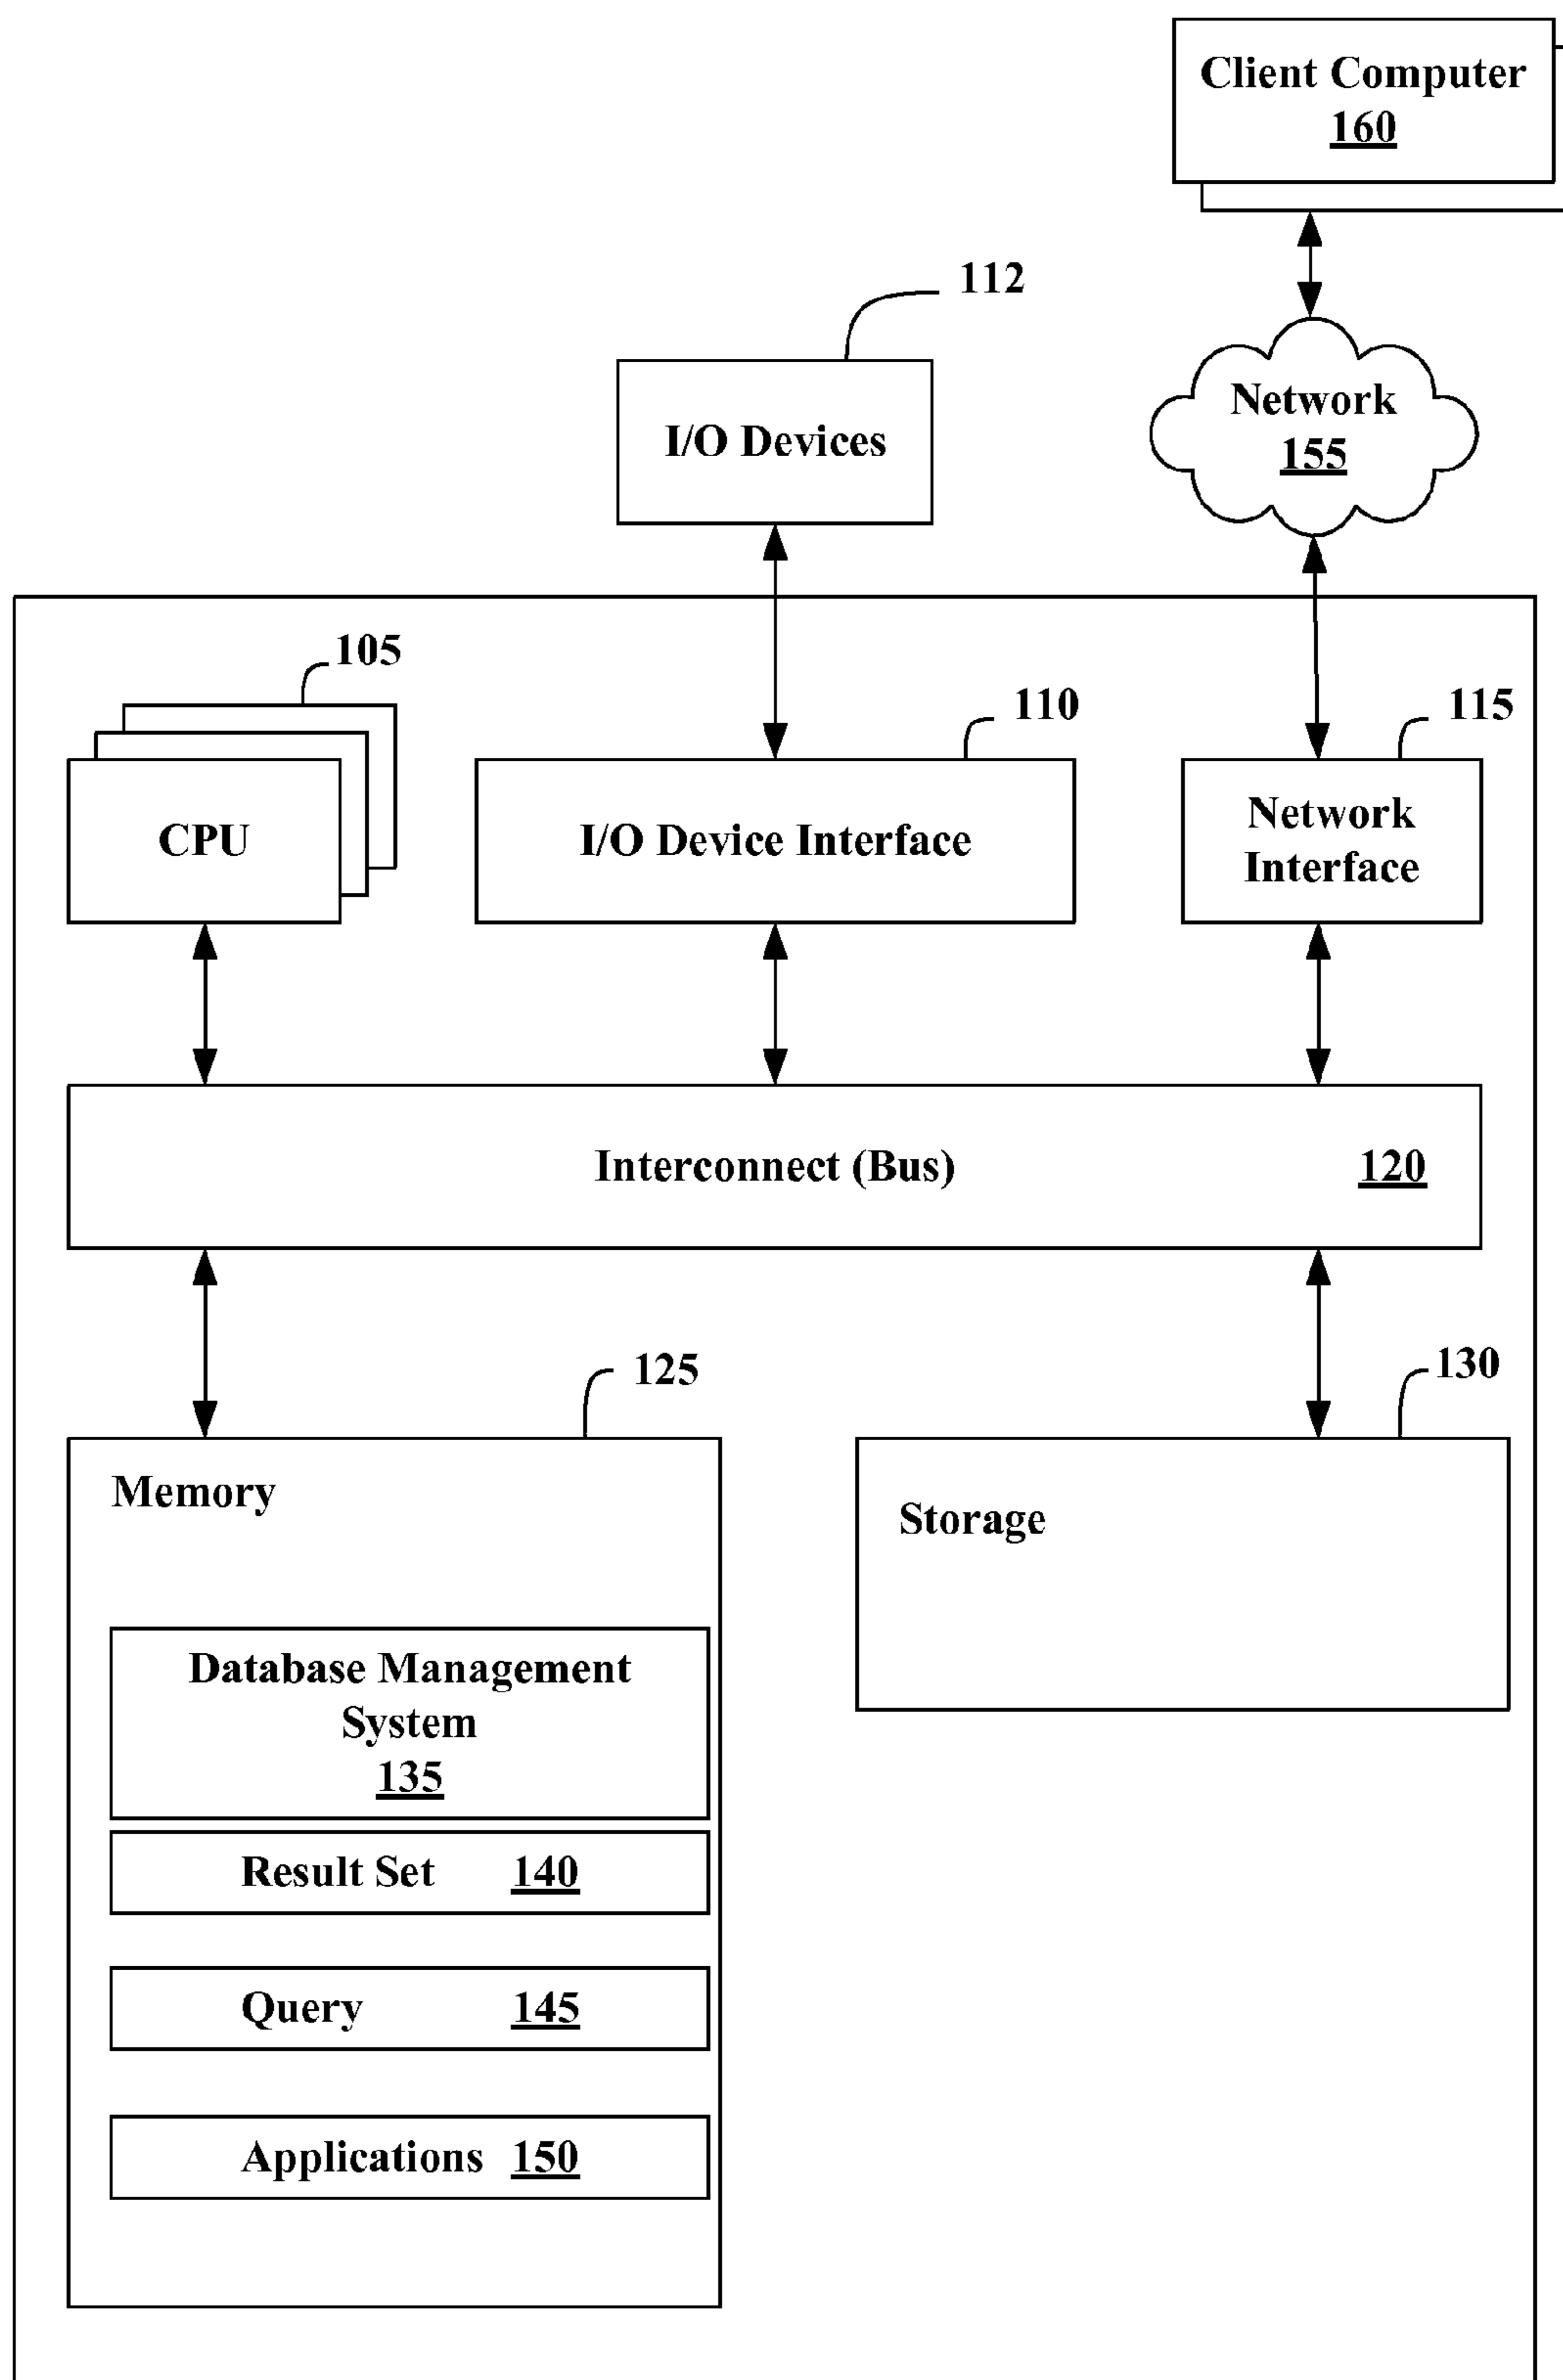 Client Computer
160
112
I/O Devices
Network
155
105
110
115
CPU
I/O Device Interface
Network
Interface
Interconnect (Bus)
120
125
130
Memory
Storage
Database Management
System
135
Result Set 140
Query 145
Applications 150